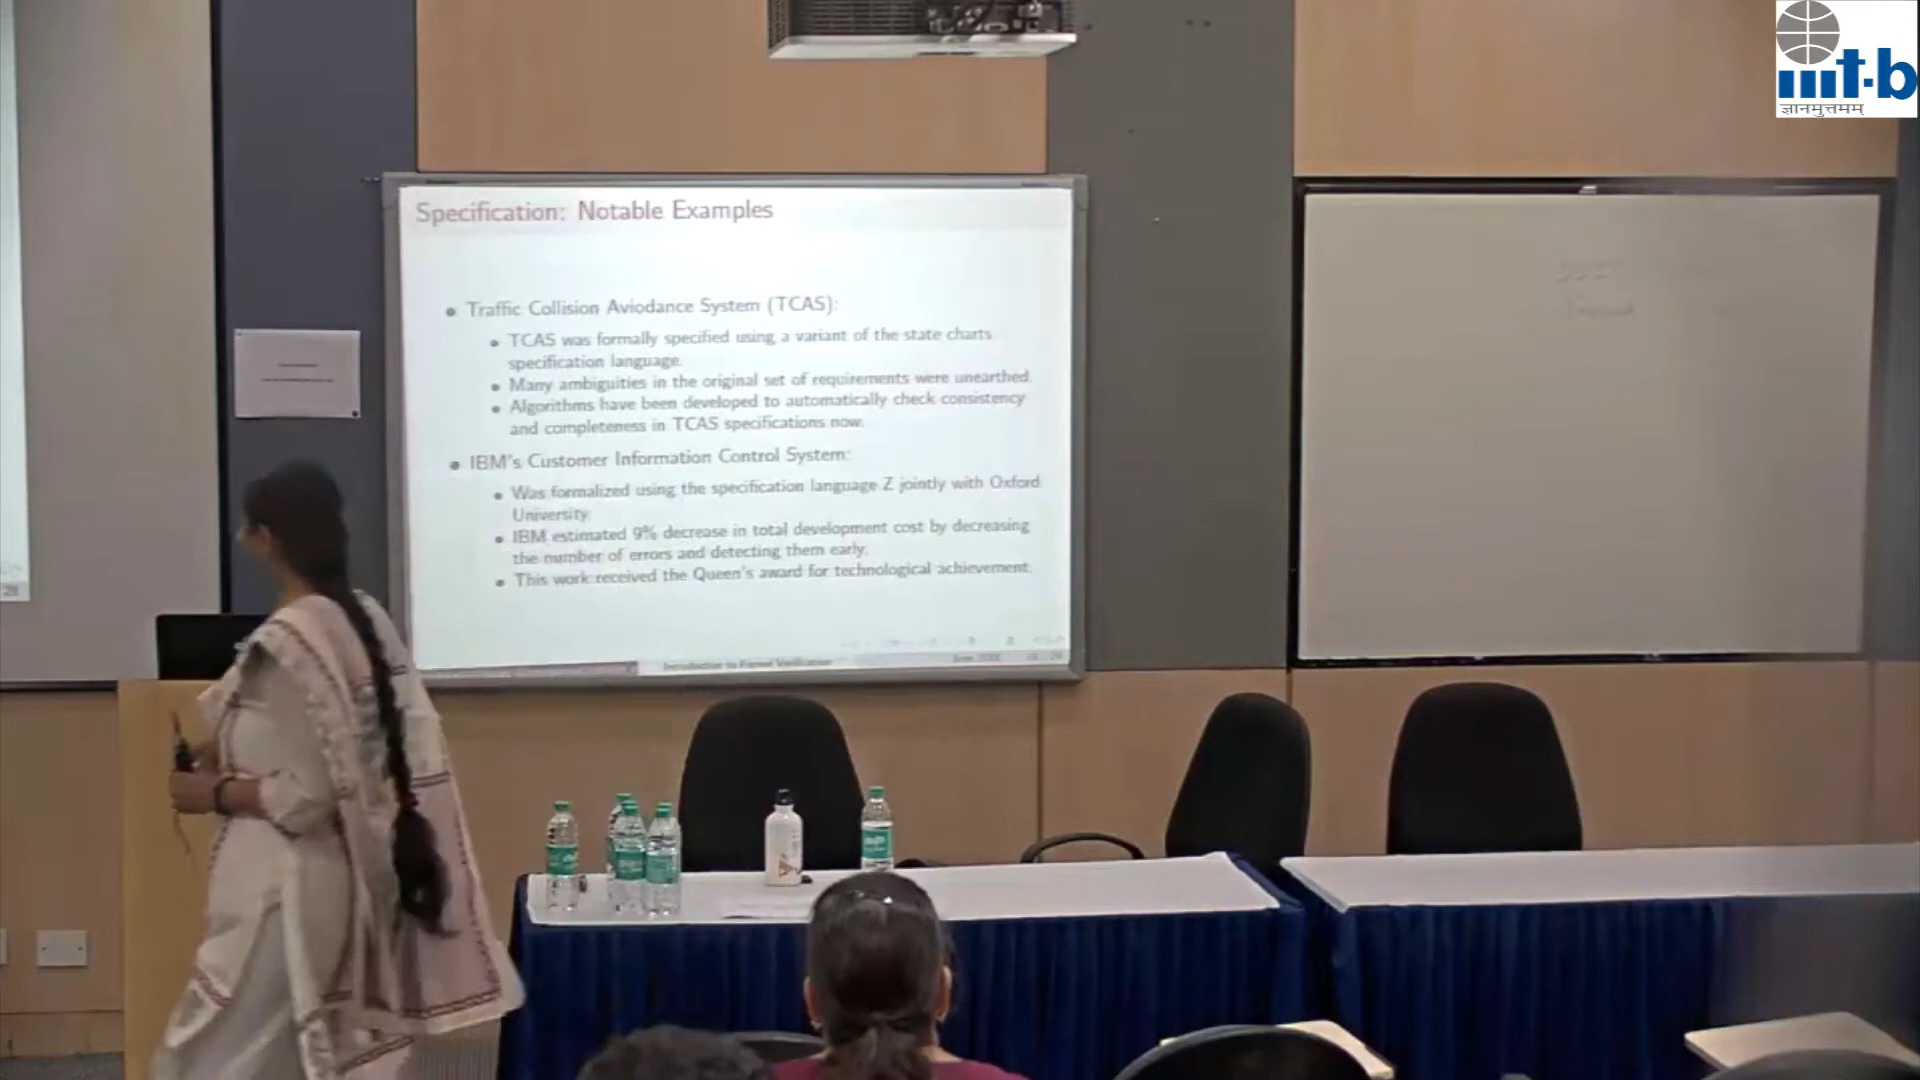 Specification: Notable Examples
Traffic Collision Aviodance System (TCAS):
TCAS was formally specified using a variant of the state charts
specification language.
Many ambiguities in the original set of requirements were unearthed.
Algorithms have been developed to automatically check consistency
and completeness in TCAS specifications now.
IBM's Customer Information Control System:
Was formalized using the specification language Z jointly with Oxford
University.
IBM estimated 9% decrease in total development cost by decreasing
the number of errors and detecting them early.
This work received the Queen's award for technological achievement.
Introduction to Formal Verification
iiit-b
ज्ञानमुत्तमम्